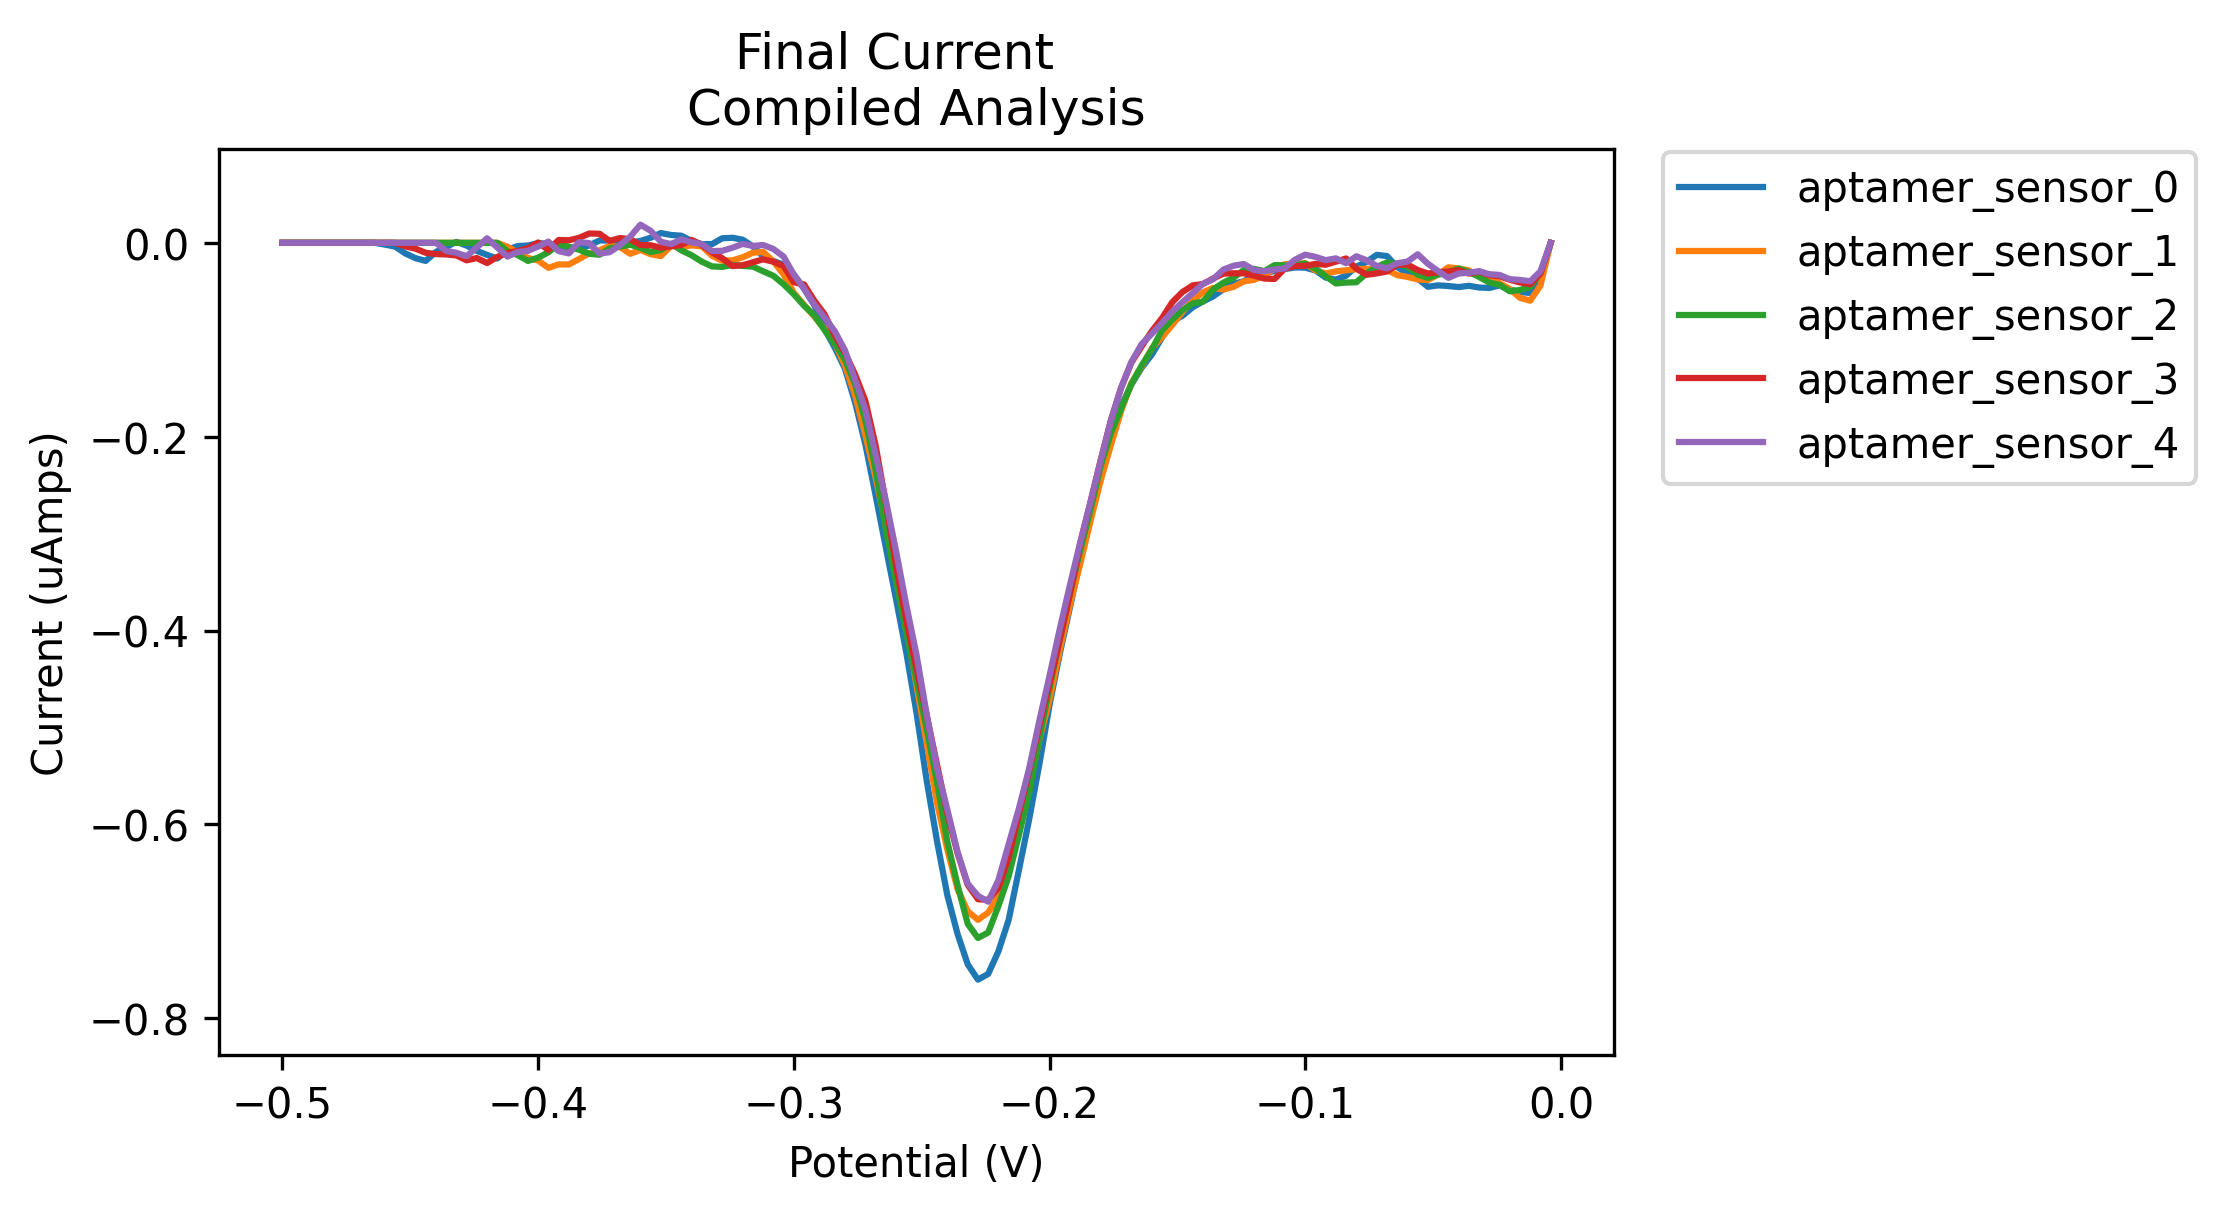 Final Current
Compiled Analysis
aptamer_sensor_0
aptamer_sensor_1
aptamer_sensor_2
aptamer_sensor_3
aptamer_sensor_4
0.0
−0.2
−0.4
−0.6
−0.8
Current (uAmps)
−0.5
−0.4
−0.3
−0.2
−0.1
0.0
Potential (V)